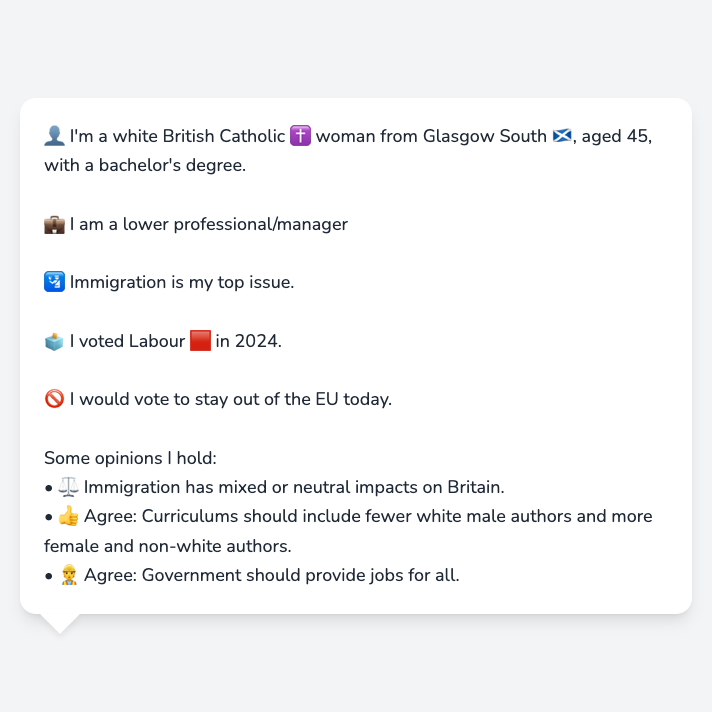 👤 I'm a white British Catholic ✝️ woman from Glasgow South 🏴󠁧󠁢󠁳󠁣󠁴󠁿, aged 45,
with a bachelor's degree.
💼 I am a lower professional/manager
🛂 Immigration is my top issue.
🗳️ I voted Labour 🟥 in 2024.
🚫 I would vote to stay out of the EU today.
Some opinions I hold:
• ⚖️ Immigration has mixed or neutral impacts on Britain.
• 👍 Agree: Curriculums should include fewer white male authors and more
female and non-white authors.
• 👷 Agree: Government should provide jobs for all.